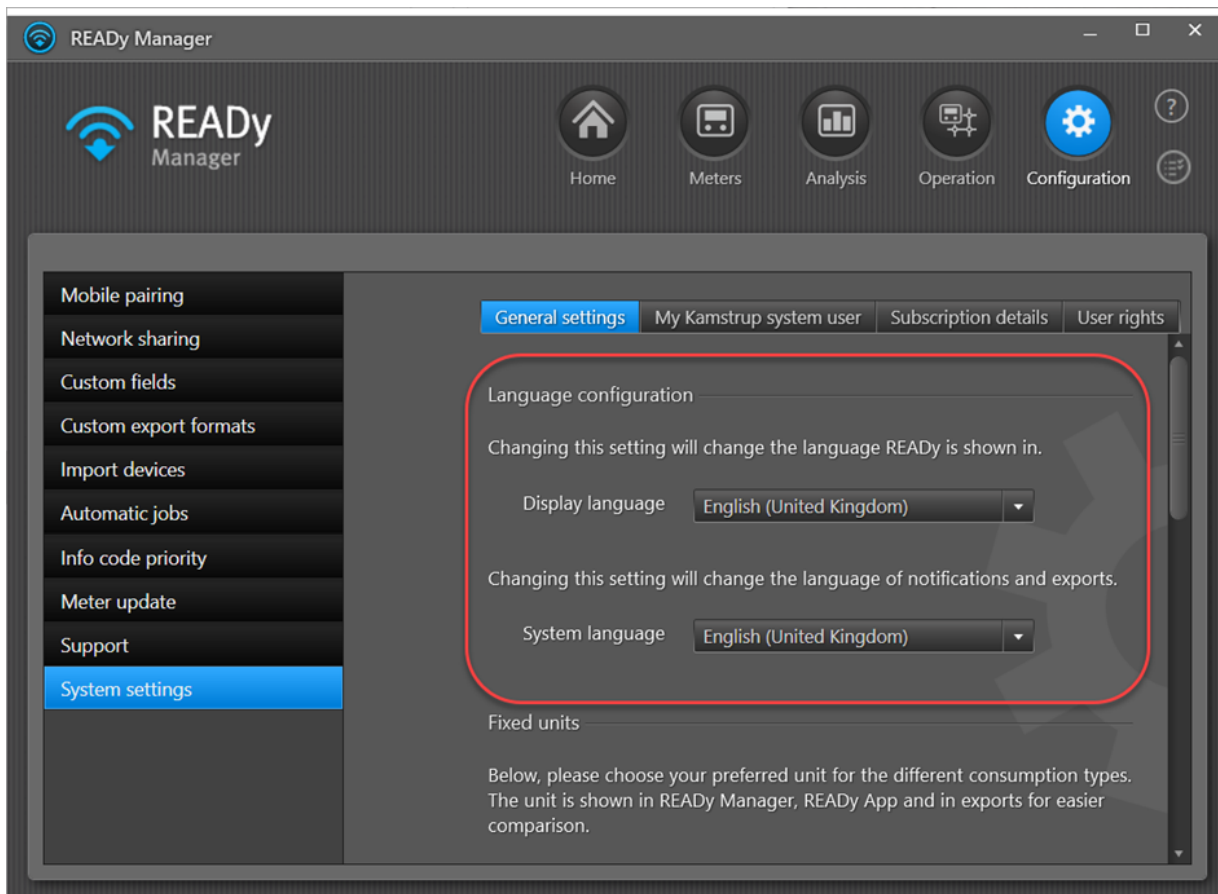 READy Manager
READy
Manager
?
Home
Meters
Analysis
Operation
Configuration
Mobile pairing
Network sharing
Custom fields
Custom export formats
Import devices
Automatic jobs
Info code priority
Meter update
Support
System settings
General settings
My Kamstrup system user
Subscription details
User rights
Language configuration
Changing this setting will change the language READy is shown in.
Display language
English (United Kingdom)
Changing this setting will change the language of notifications and exports.
System language
English (United Kingdom)
Fixed units
Below, please choose your preferred unit for the different consumption types.
The unit is shown in READy Manager, READy App and in exports for easier
comparison.